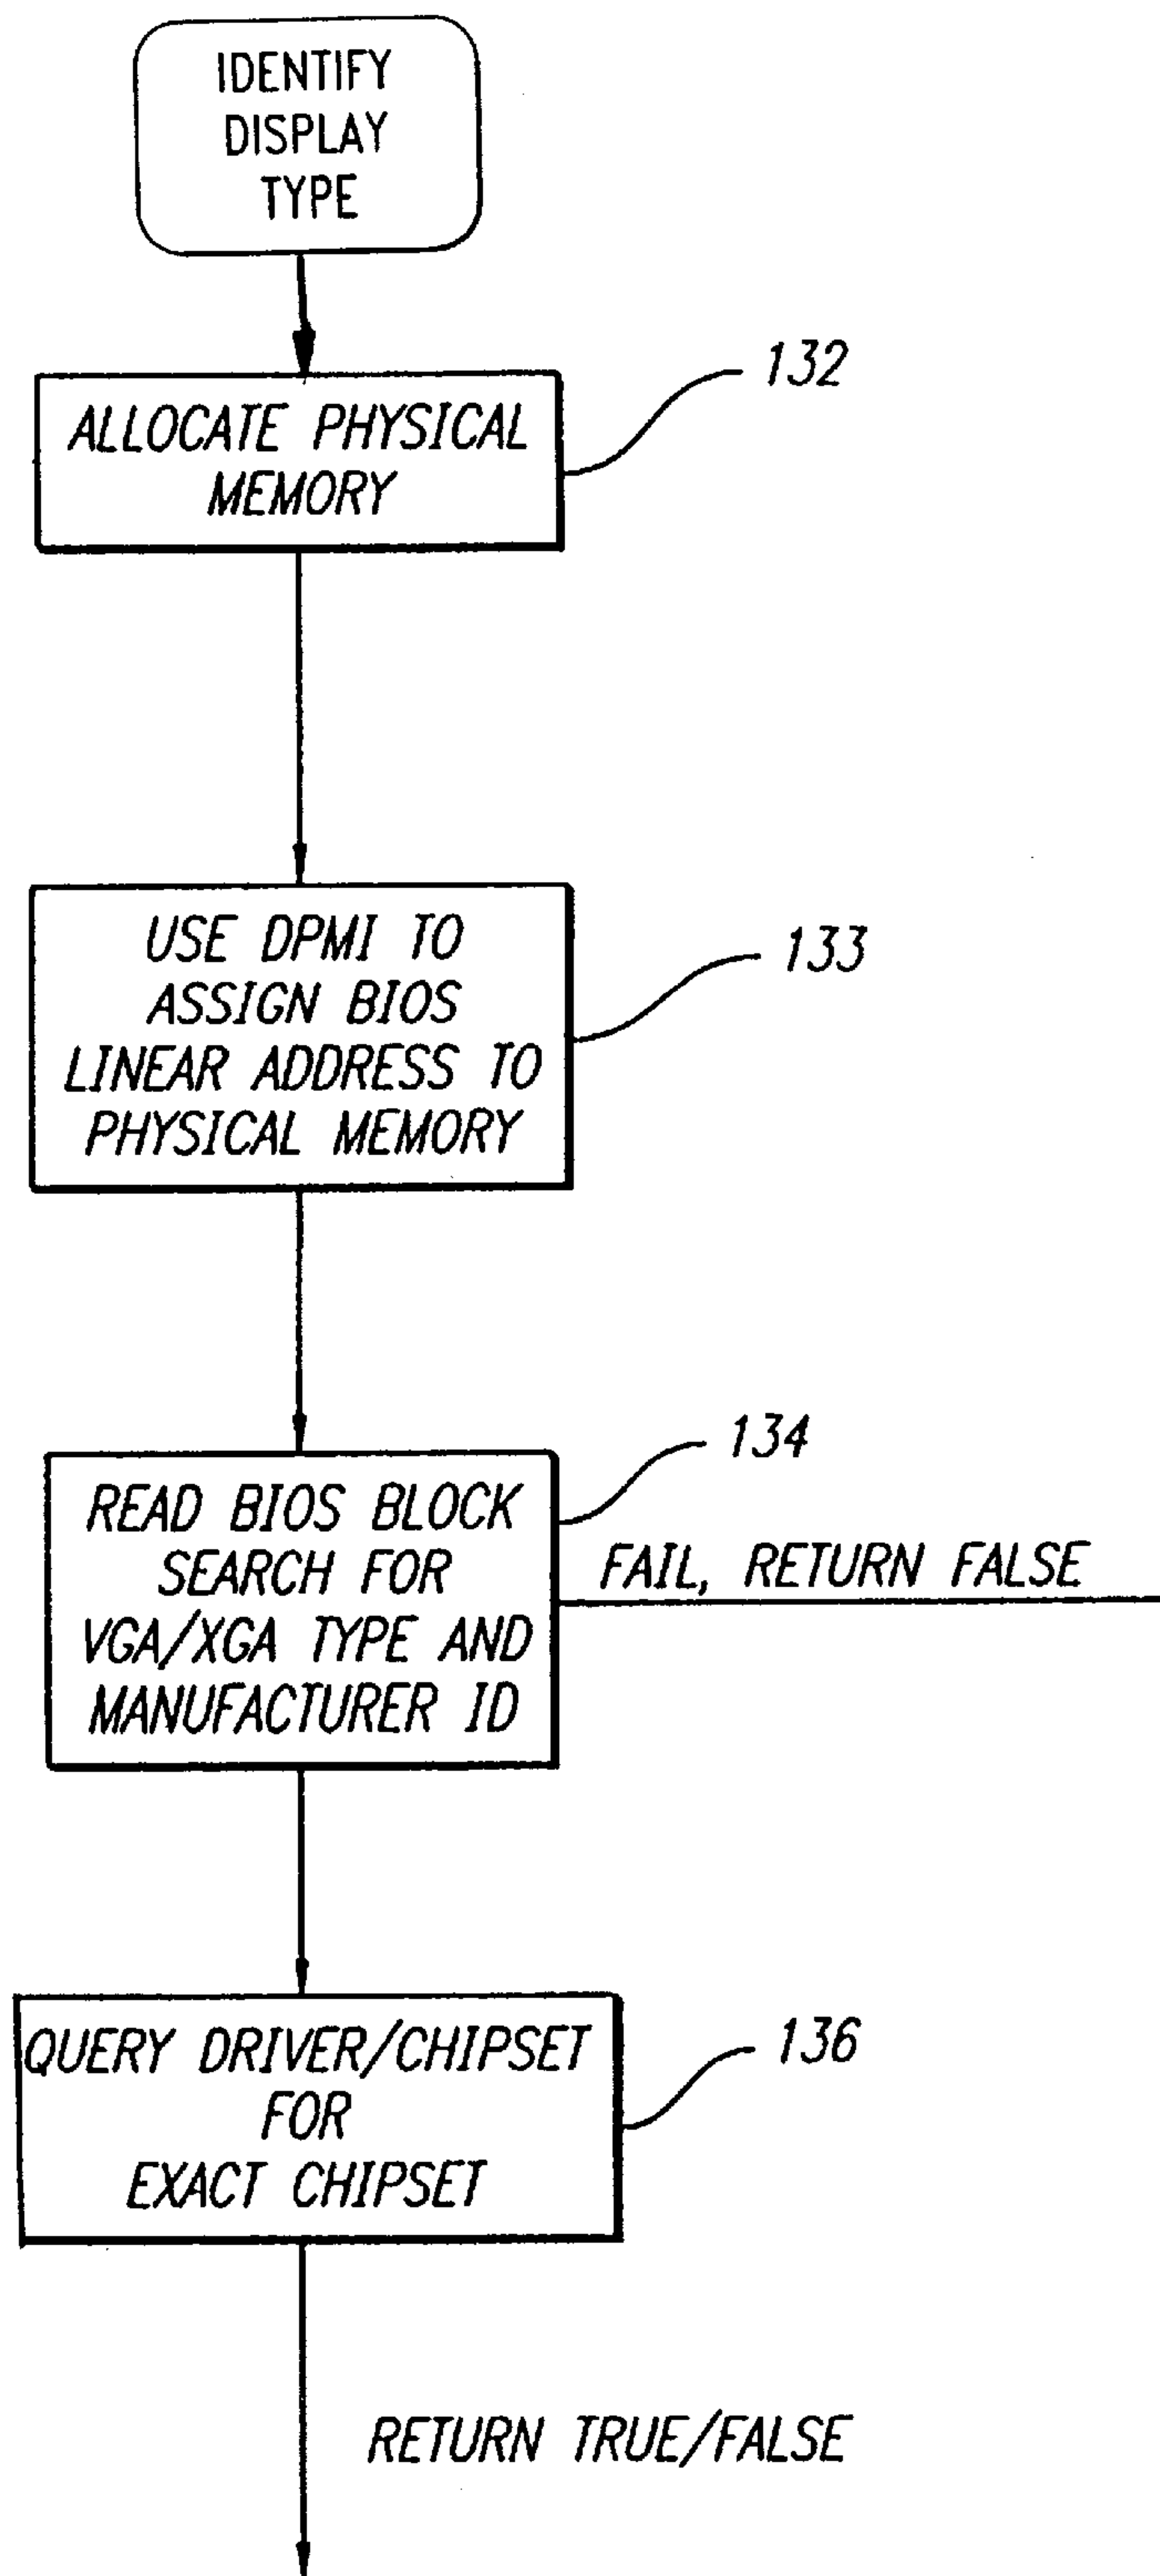 IDENTIFY
DISPLAY
TYPE
132
ALLOCATE PHYSICAL
MEMORY
133
USE DPMI TO
ASSIGN BIOS
LINEAR ADDRESS TO
PHYSICAL MEMORY
134
READ BIOS BLOCK
SEARCH FOR
VGA/XGA TYPE AND
MANUFACTURER ID
FAIL, RETURN FALSE
136
QUERY DRIVER/CHIPSET
FOR
EXACT CHIPSET
RETURN TRUE/FALSE